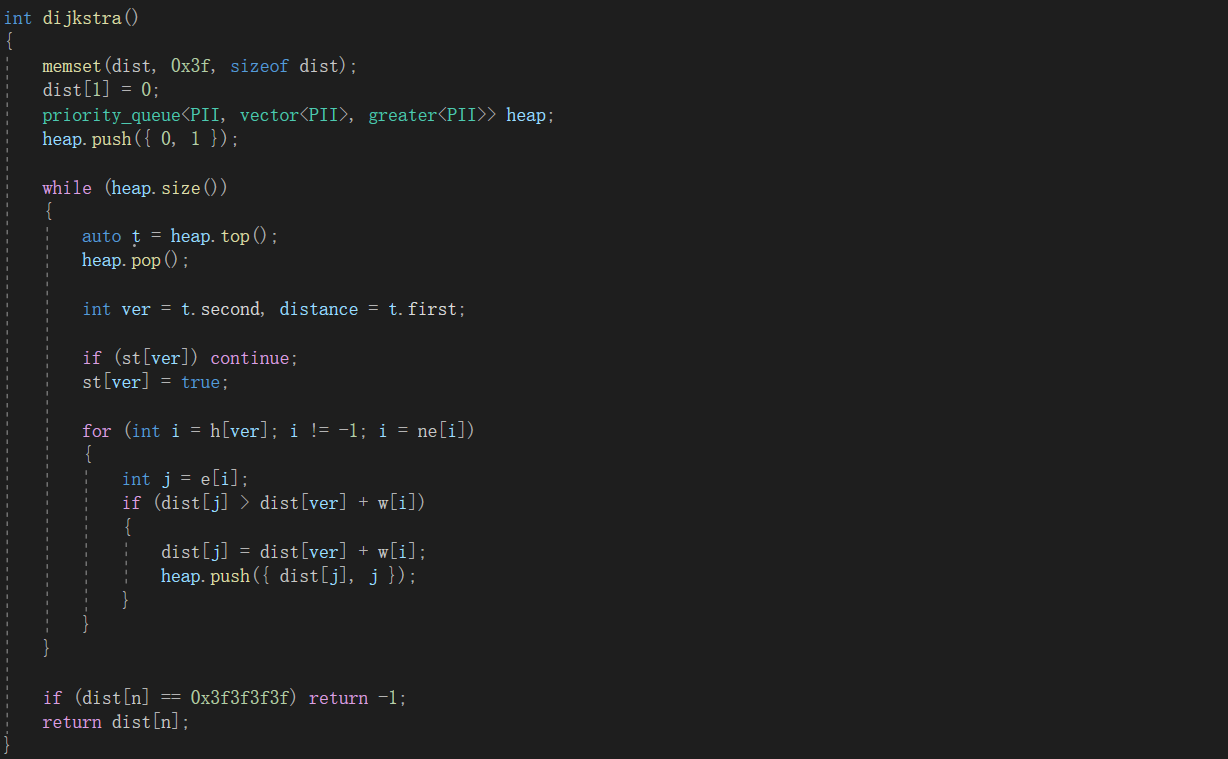 int dijkstra()
{
    memset(dist, 0x3f, sizeof dist);
    dist[1] = 0;
    priority_queue<PII, vector<PII>, greater<PII>> heap;
    heap.push({ 0, 1 });

    while (heap.size())
    {
        auto t = heap.top();
        heap.pop();

        int ver = t.second, distance = t.first;

        if (st[ver]) continue;
        st[ver] = true;

        for (int i = h[ver]; i != -1; i = ne[i])
        {
            int j = e[i];
            if (dist[j] > dist[ver] + w[i])
            {
                dist[j] = dist[ver] + w[i];
                heap.push({ dist[j], j });
            }
        }
    }

    if (dist[n] == 0x3f3f3f3f) return -1;
    return dist[n];
}